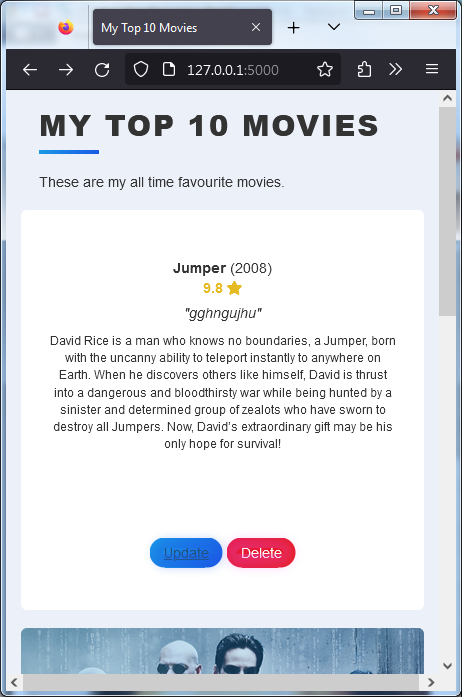 My Top 10 Movies
127.0.0.1:5000
MY TOP 10 MOVIES
These are my all time favourite movies.
Jumper (2008)
9.8
"gghngujhu"
David Rice is a man who knows no boundaries, a Jumper, born
with the uncanny ability to teleport instantly to anywhere on
Earth. When he discovers others like himself, David is thrust
into a dangerous and bloodthirsty war while being hunted by a
sinister and determined group of zealots who have sworn to
destroy all Jumpers. Now, David's extraordinary gift may be his
only hope for survival!
Update Delete